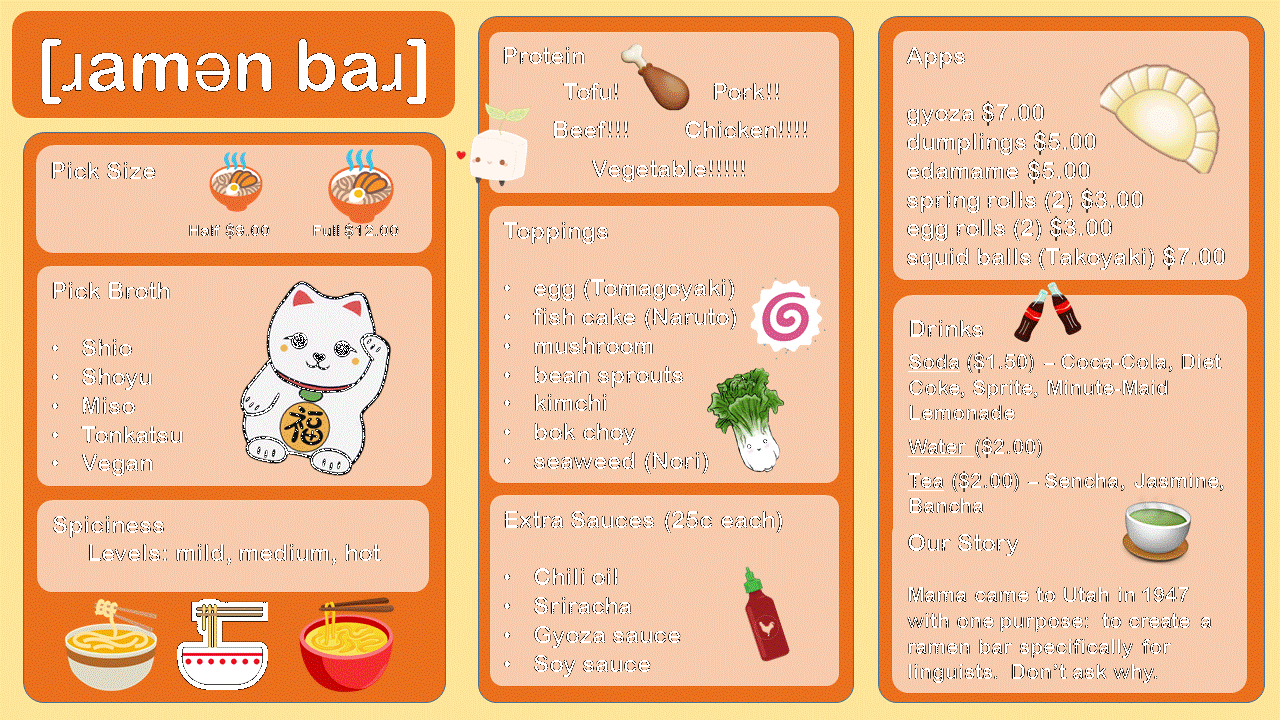 [ɹamən baɹ]
Pick Size
Half $9.00 Full $12.00
Pick Broth
• Shio
• Shoyu
• Miso
• Tonkatsu
• Vegan
福
Spiciness
Levels: mild, medium, hot
Protein
Tofu! Pork!!
Beef!!! Chicken!!!!
Vegetable!!!!!
Toppings
• egg (Tomagoyaki)
• fish cake (Naruto)
• mushroom
• bean sprouts
• kimchi
• bok choy
• seaweed (Nori)
Extra Sauces (25c each)
• Chili oil
• Sriracha
• Gyoza sauce
• Soy sauce
Apps
gyoza $7.00
dumplings $5.00
edamame $5.00
spring rolls (2) $3.00
egg rolls (2) $3.00
squid balls (Takoyaki) $7.00
Drinks
Soda ($1.50) – Coca-Cola, Diet
Coke, Sprite, Minute-Maid
Lemonade
Water ($2.00)
Tea ($2.00) – Sencha, Jasmine,
Bancha
Our Story
Mama came to Utah in 1947
with one purpose: to create a
ramen bar specifically for
linguists. Don't ask why.